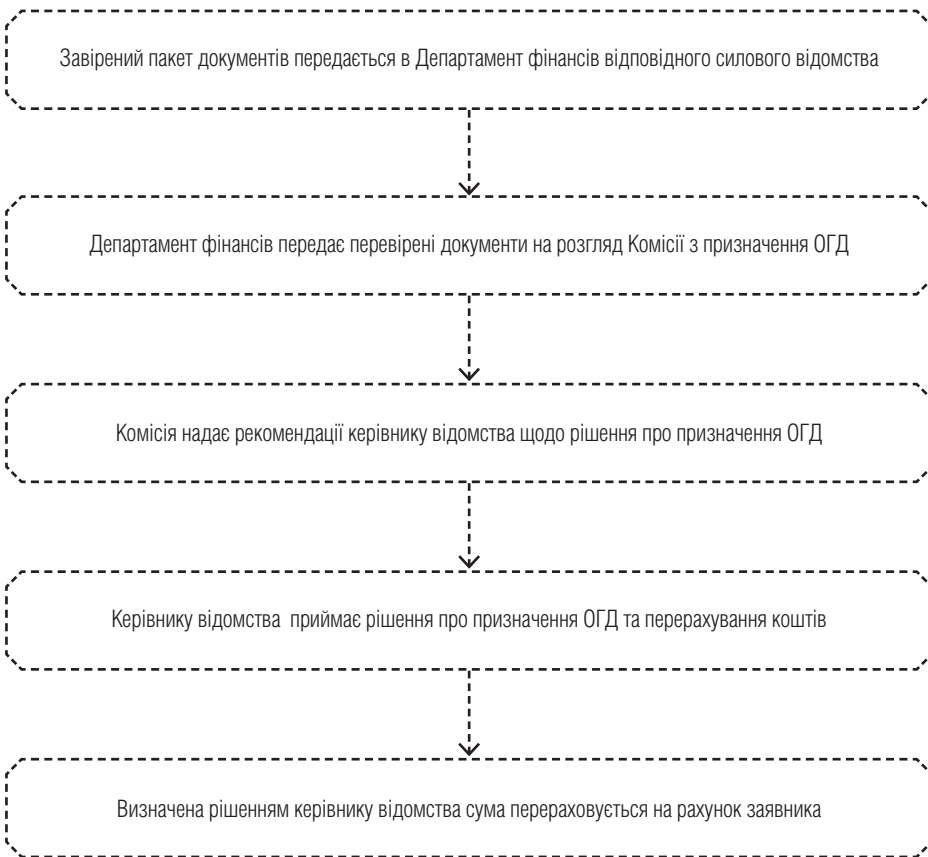 Завірений пакет документів передається в Департамент фінансів відповідного силового відомства
Департамент фінансів передає перевірені документи на розгляд Комісії з призначення ОГД
Комісія надає рекомендації керівнику відомства щодо рішення про призначення ОГД
Керівнику відомства приймає рішення про призначення ОГД та перерахування коштів
Визначена рішенням керівнику відомства сума перераховується на рахунок заявника